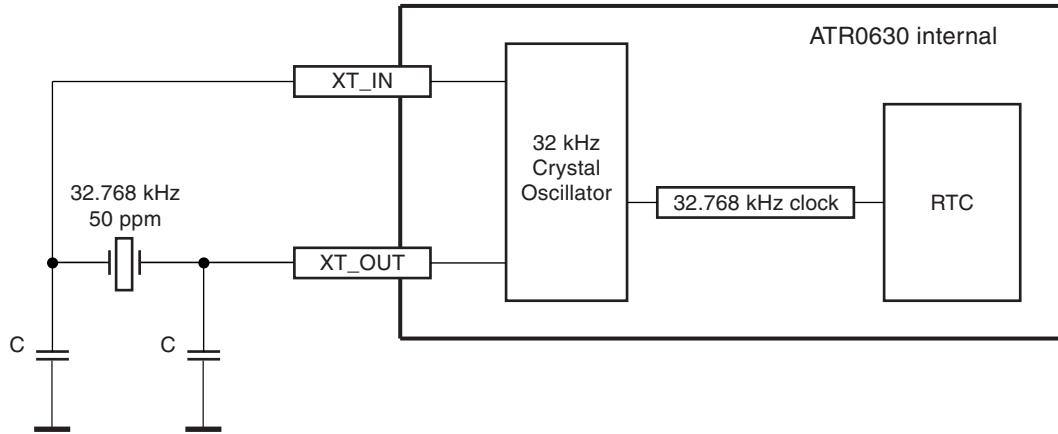 ATR0630 internal
XT_IN
32 kHz
Crystal
Oscillator
32.768 kHz
50 ppm
32.768 kHz clock
RTC
XT_OUT
C
C